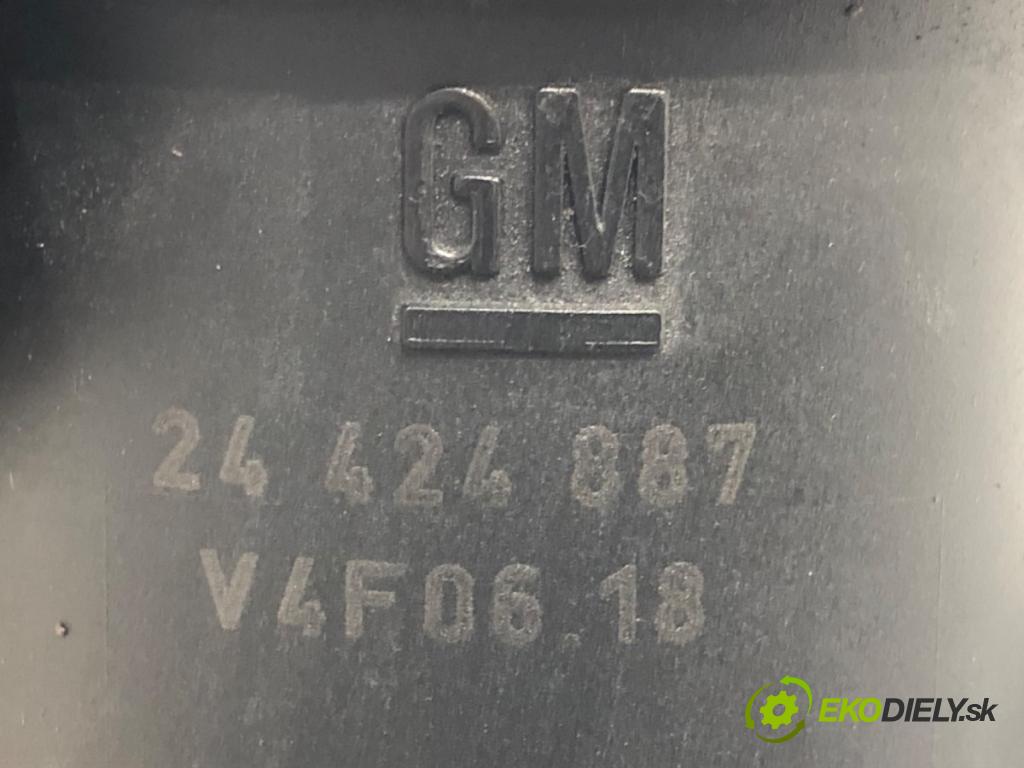 GM
24 424 887
V4F06.18
EKODIELY.sk